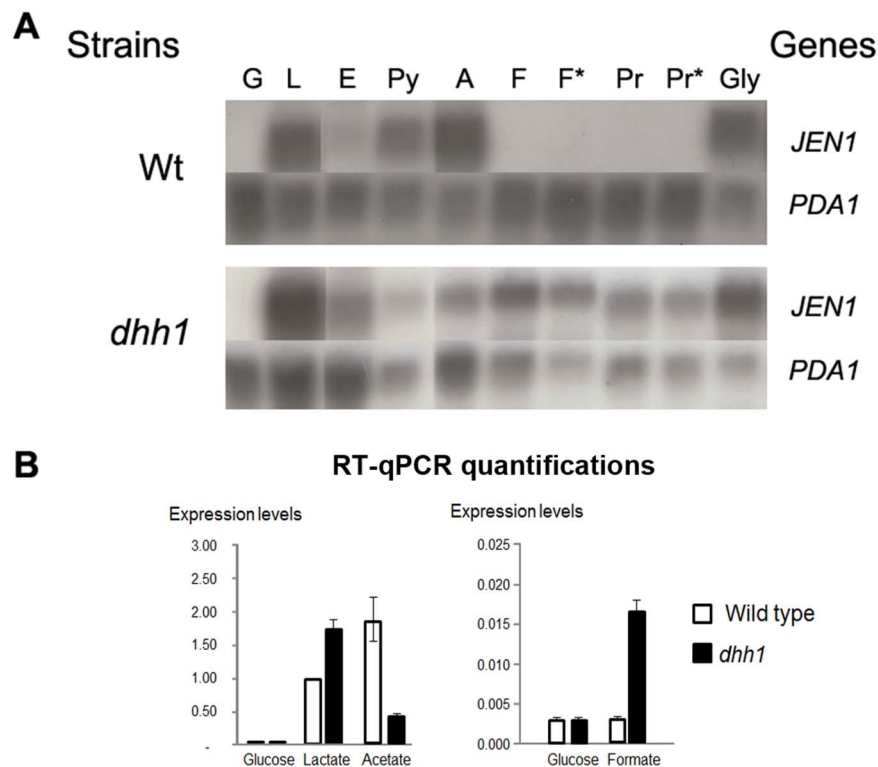 A
Strains
Genes
G L E Py A F F* Pr Pr* Gly
Wt
JEN1
PDA1
dhh1
JEN1
PDA1
B
RT-qPCR quantifications
Expression levels
3.00
2.50
2.00
1.50
1.00
0.50
-
Glucose Lactate Acetate
Expression levels
0.025
0.020
0.015
0.010
0.005
0.000
Glucose Formate
Wild type
dhh1